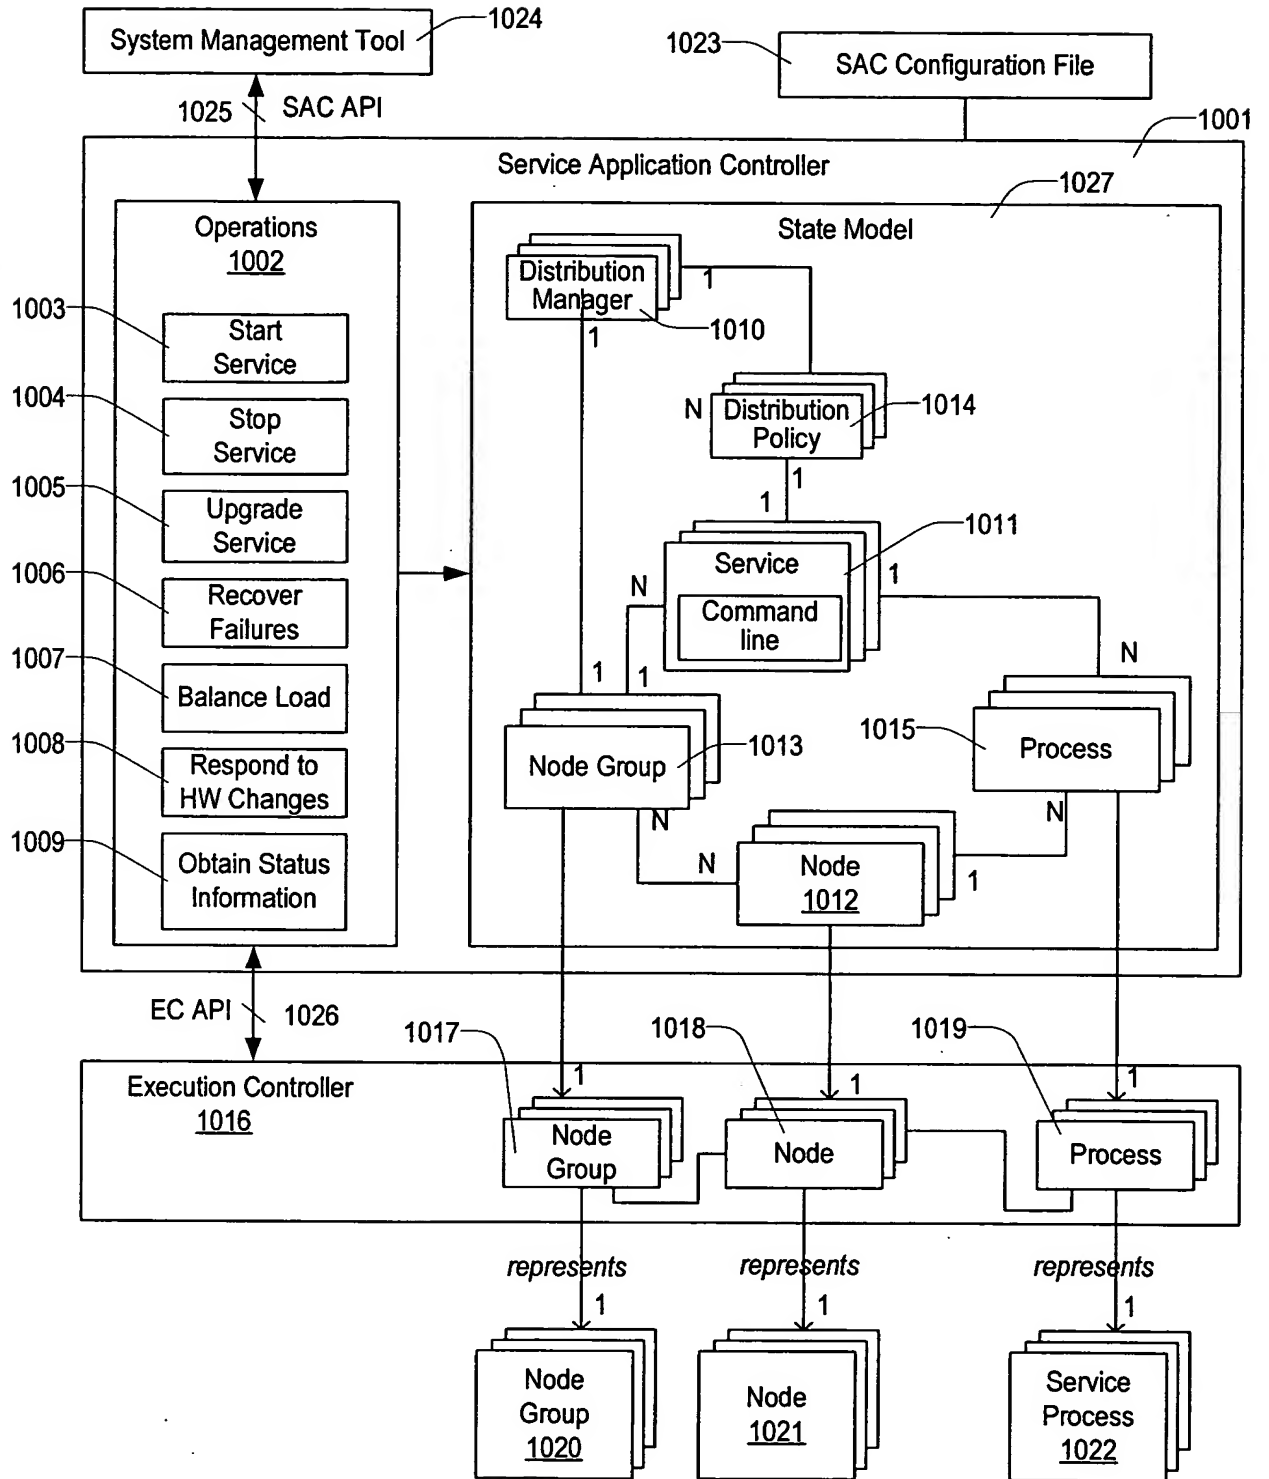 System Management Tool
1024
1023
SAC Configuration File
1025
SAC API
1001
Service Application Controller
1027
Operations
1002
State Model
1003
Start
Service
1004
Stop
Service
1005
Upgrade
Service
1006
Recover
Failures
1007
Balance Load
1008
Respond to
HW Changes
1009
Obtain Status
Information
Distribution
Manager
1
1010
1
N
Distribution
Policy
1014
1
1
1011
Service
1
N
Command
line
N
1
1
1013
1015
Process
Node Group
N
N
N
Node
1012
1
EC API
1026
1017
1018
1019
Execution Controller
1016
1
1
1
Node
Group
Node
Process
represents
represents
represents
1
1
1
Node
Group
1020
Node
1021
Service
Process
1022